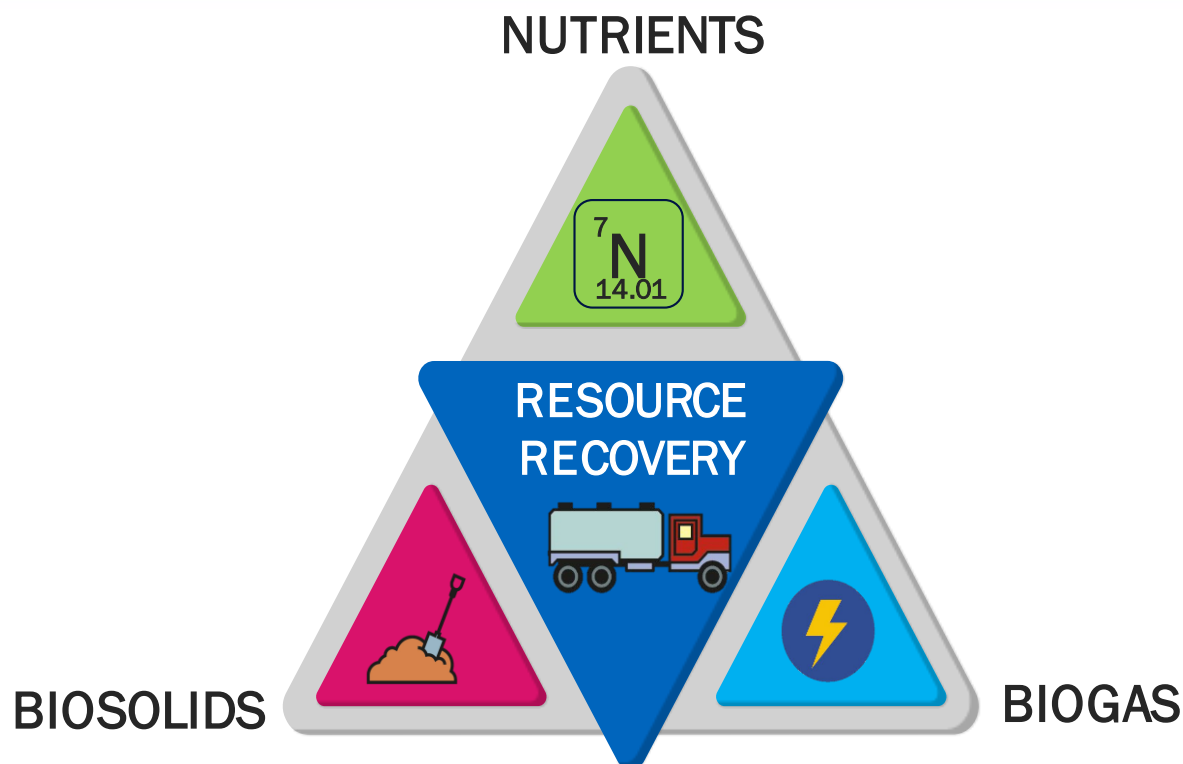 NUTRIENTS
7
N
14.01
RESOURCE
RECOVERY
BIOSOLIDS
BIOGAS